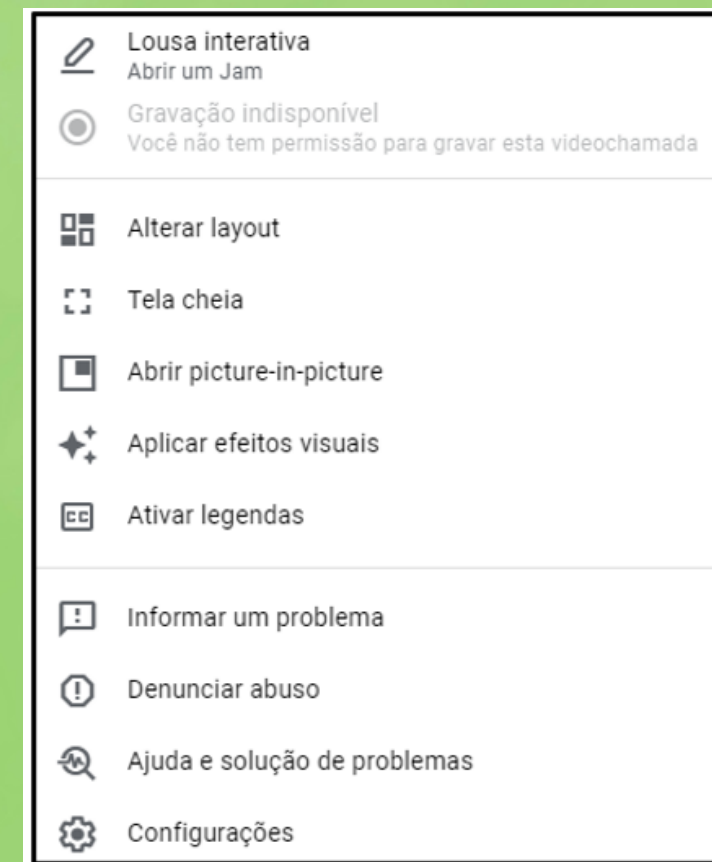 Lousa interativa
Abrir um Jam
Gravação indisponível
Você não tem permissão para gravar esta videochamada
Alterar layout
Tela cheia
Abrir picture-in-picture
Aplicar efeitos visuais
CC
Ativar legendas
Informar um problema
Denunciar abuso
Ajuda e solução de problemas
Configurações